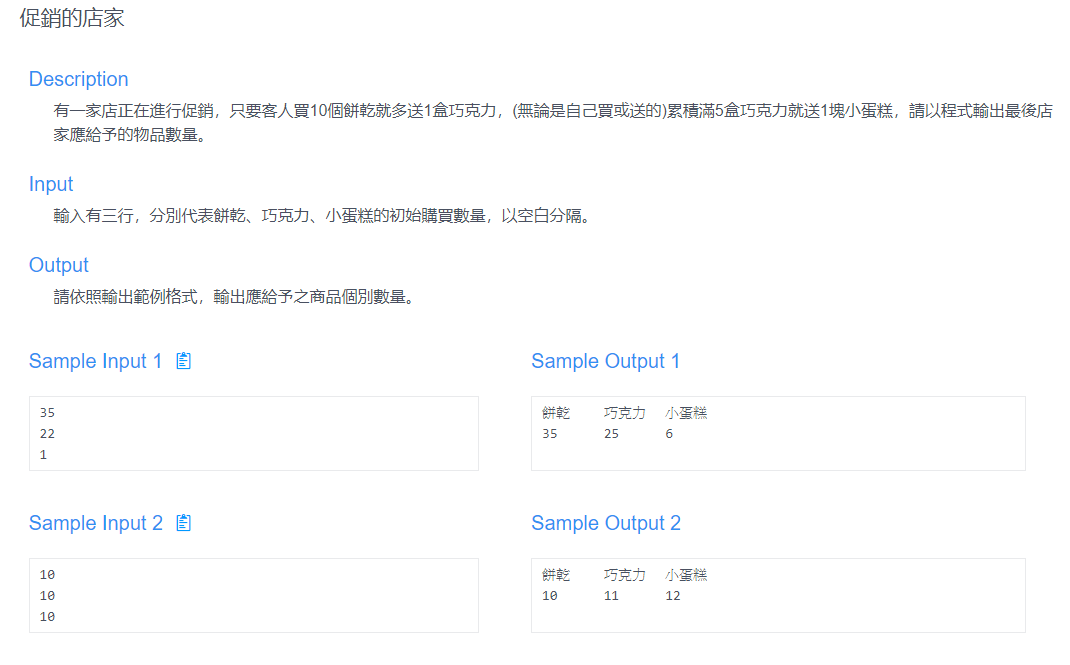 促銷的店家
Description
有一家店正在進行促銷，只要客人買10個餅乾就多送1盒巧克力，(無論是自己買或送的)累積滿5盒巧克力就送1塊小蛋糕，請以程式輸出最後店
家應給予的物品數量。
Input
輸入有三行，分別代表餅乾、巧克力、小蛋糕的初始購買數量，以空白分隔。
Output
請依照輸出範例格式，輸出應給予之商品個別數量。
Sample Input 1
35
22
1
Sample Output 1
餅乾 巧克力 小蛋糕
35 25 6
Sample Input 2
10
10
10
Sample Output 2
餅乾 巧克力 小蛋糕
10 11 12